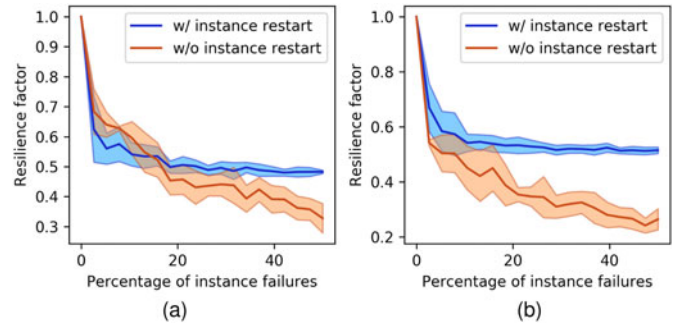 1.0
0.9
0.8
0.7
0.6
0.5
0.4
0.3
Resilience factor
w/ instance restart
w/o instance restart
0
20
40
Percentage of instance failures
(a)
1.0
0.8
0.6
0.4
0.2
Resilience factor
w/ instance restart
w/o instance restart
0
20
40
Percentage of instance failures
(b)